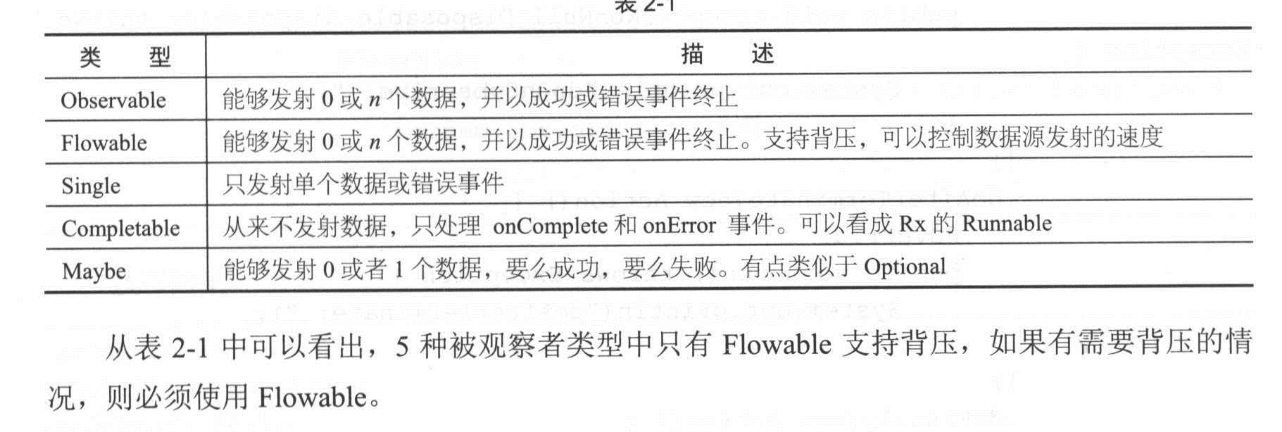 表 2-1
类 型 描 述
Observable 能够发射 0 或 n 个数据，并以成功或错误事件终止
Flowable 能够发射 0 或 n 个数据，并以成功或错误事件终止。支持背压，可以控制数据源发射的速度
Single 只发射单个数据或错误事件
Completable 从来不发射数据，只处理 onComplete 和 onError 事件。可以看成 Rx 的 Runnable
Maybe 能够发射 0 或者 1 个数据，要么成功，要么失败。有点类似于 Optional
从表 2-1 中可以看出，5 种被观察者类型中只有 Flowable 支持背压，如果有需要背压的情
况，则必须使用 Flowable。